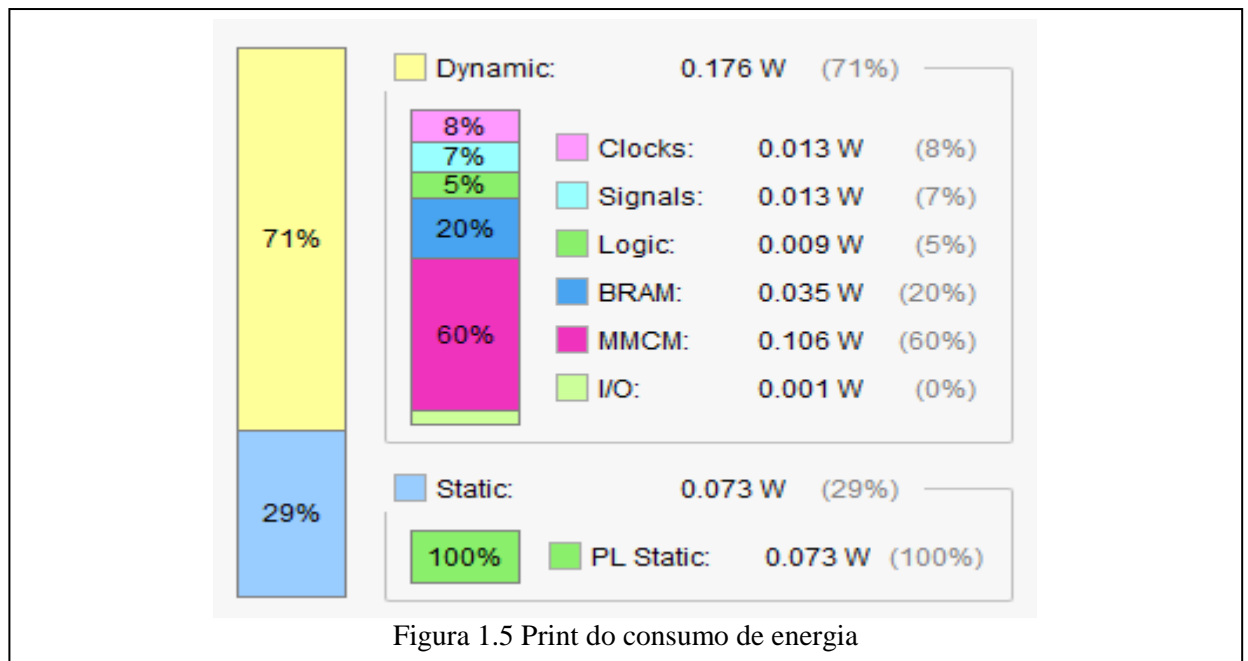 71%
29%
Dynamic: 0.176 W (71%)
8%
7%
5%
20%
60%
Clocks: 0.013 W (8%)
Signals: 0.013 W (7%)
Logic: 0.009 W (5%)
BRAM: 0.035 W (20%)
MMCM: 0.106 W (60%)
I/O: 0.001 W (0%)
Static: 0.073 W (29%)
100%
PL Static: 0.073 W (100%)
Figura 1.5 Print do consumo de energia